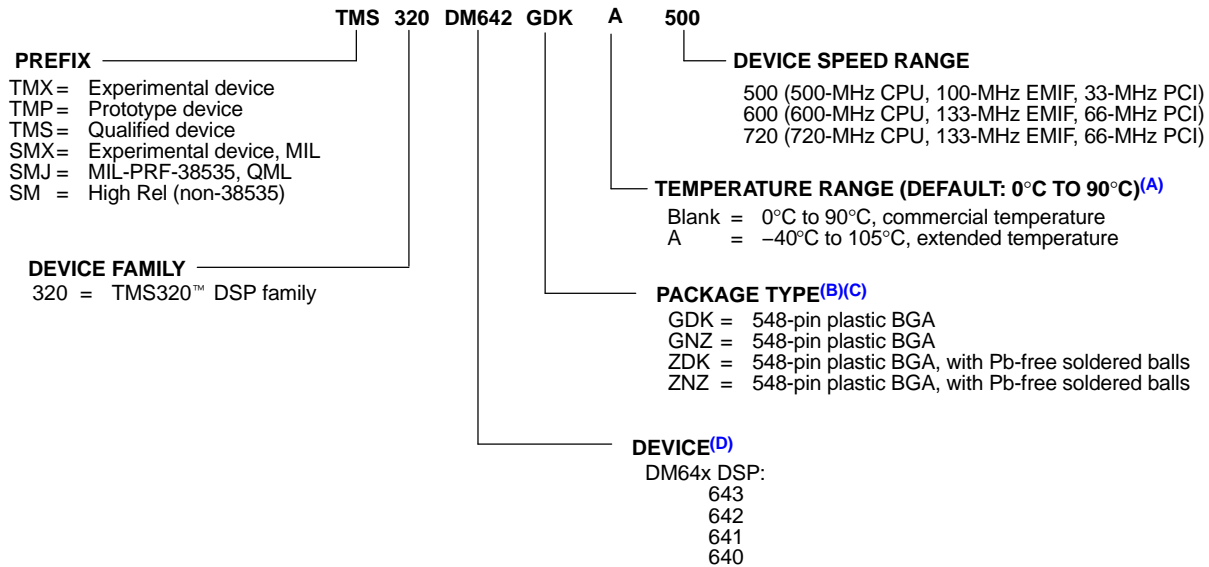 TMS 320 DM642 GDK A 500
PREFIX
TMX = Experimental device
TMP = Prototype device
TMS = Qualified device
SMX = Experimental device, MIL
SMJ = MIL-PRF-38535, QML
SM = High Rel (non-38535)
DEVICE SPEED RANGE
500 (500-MHz CPU, 100-MHz EMIF, 33-MHz PCI)
600 (600-MHz CPU, 133-MHz EMIF, 66-MHz PCI)
720 (720-MHz CPU, 133-MHz EMIF, 66-MHz PCI)
TEMPERATURE RANGE (DEFAULT: 0°C TO 90°C)(A)
Blank = 0°C to 90°C, commercial temperature
A = −40°C to 105°C, extended temperature
DEVICE FAMILY
320 = TMS320™ DSP family
PACKAGE TYPE(B)(C)
GDK = 548-pin plastic BGA
GNZ = 548-pin plastic BGA
ZDK = 548-pin plastic BGA, with Pb-free soldered balls
ZNZ = 548-pin plastic BGA, with Pb-free soldered balls
DEVICE(D)
DM64x DSP:
643
642
641
640